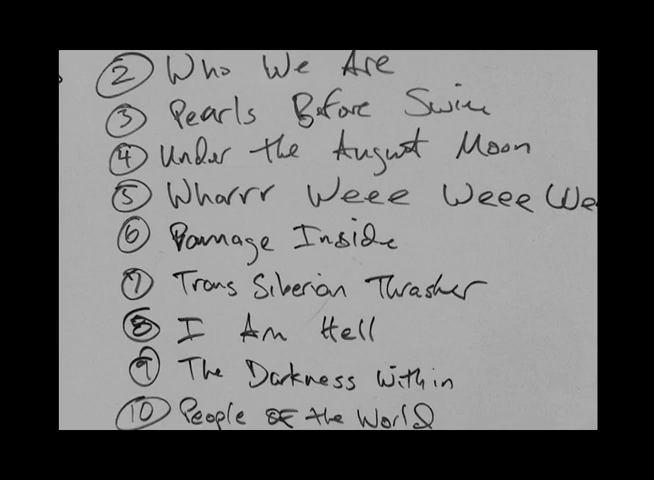 ② Who We Are
③ Pearls Before Swine
④ Under the August Moon
⑤ Wharrr Weee Weee We
⑥ Damage Inside
⑦ Trans Siberian Thrasher
⑧ I Am Hell
⑨ The Darkness Within
⑩ People of the World